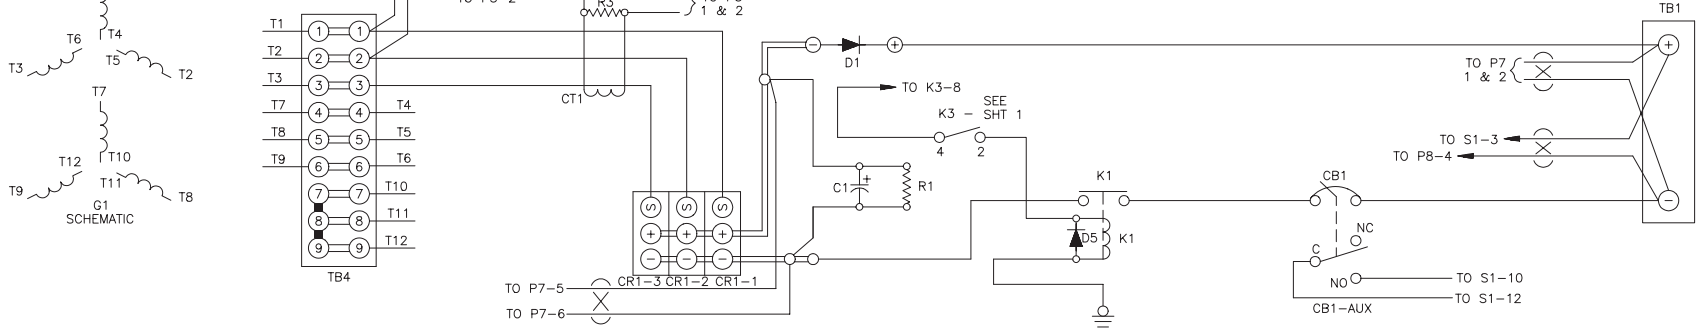 T6
T4
T5
T3
T2
T7
T12
T10
T11
T9
T8
G1
SCHEMATIC
T1
T2
T3
T7
T8
T9
1 1
2 2
3 3
4 4
5 5
6 6
7 7
8 8
9 9
T4
T5
T6
T10
T11
T12
TB4
R3
1 & 2
CT1
S S S
+ + +
− − −
CR1-3 CR1-2 CR1-1
TO P7-5
TO P7-6
− D1 +
TO K3-8
K3 - SEE
SHT 1
4 2
C1 +
R1
K1
D5
K1
CB1
C
NC
NO
CB1-AUX
TO S1-10
TO S1-12
TB1
+
−
TO P7
1 & 2
TO S1-3
TO P8-4